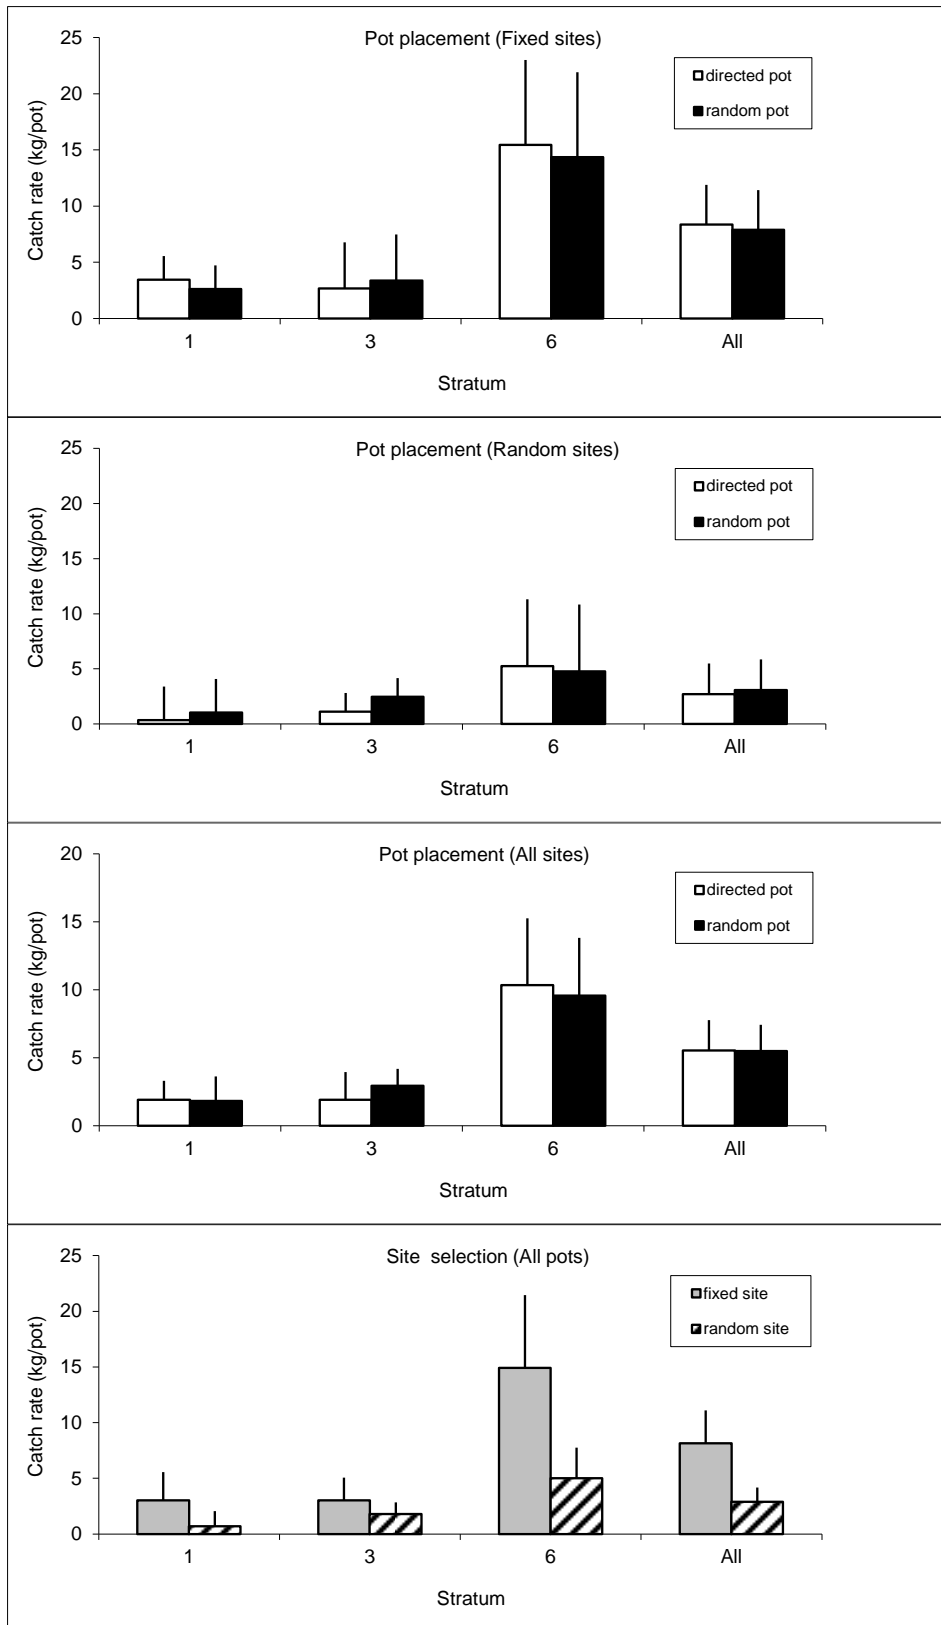 Pot placement (Fixed sites)
directed pot
random pot
Catch rate (kg/pot)
25
20
15
10
5
0
1 3 6 All
Stratum
Pot placement (Random sites)
directed pot
random pot
Catch rate (kg/pot)
25
20
15
10
5
0
1 3 6 All
Stratum
Pot placement (All sites)
directed pot
random pot
Catch rate (kg/pot)
20
15
10
5
0
1 3 6 All
Stratum
Site selection (All pots)
fixed site
random site
Catch rate (kg/pot)
25
20
15
10
5
0
1 3 6 All
Stratum